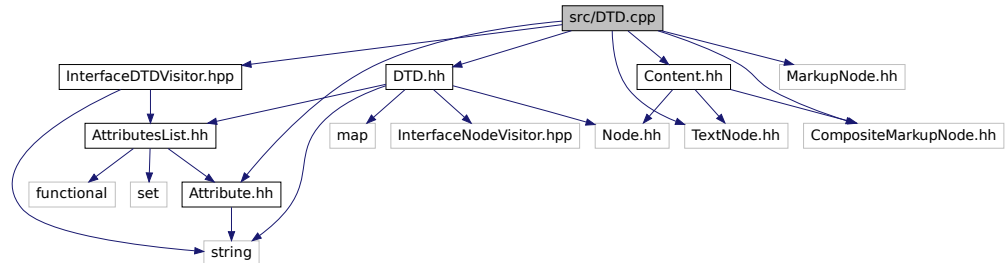 src/DTD.cpp
InterfaceDTDVisitor.hpp
DTD.hh
Content.hh
MarkupNode.hh
AttributesList.hh
map
InterfaceNodeVisitor.hpp
Node.hh
TextNode.hh
CompositeMarkupNode.hh
functional
set
Attribute.hh
string